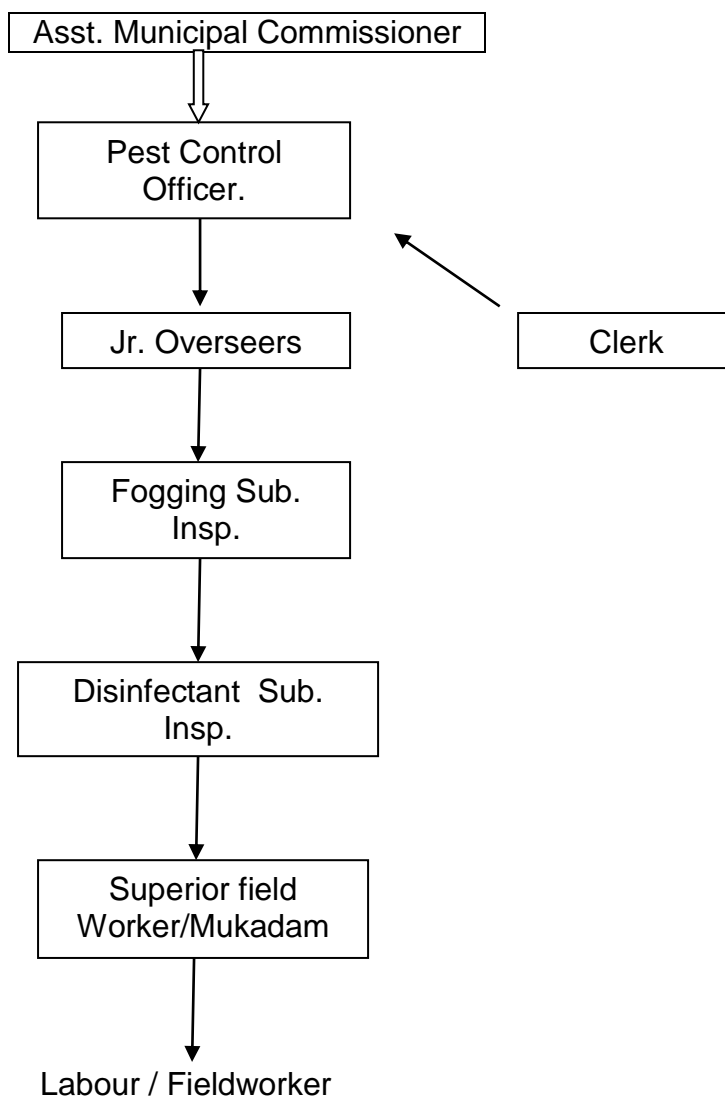 Asst. Municipal Commissioner
Pest Control
Officer.
Jr. Overseers
Clerk
Fogging Sub.
Insp.
Disinfectant Sub.
Insp.
Superior field
Worker/Mukadam
Labour / Fieldworker